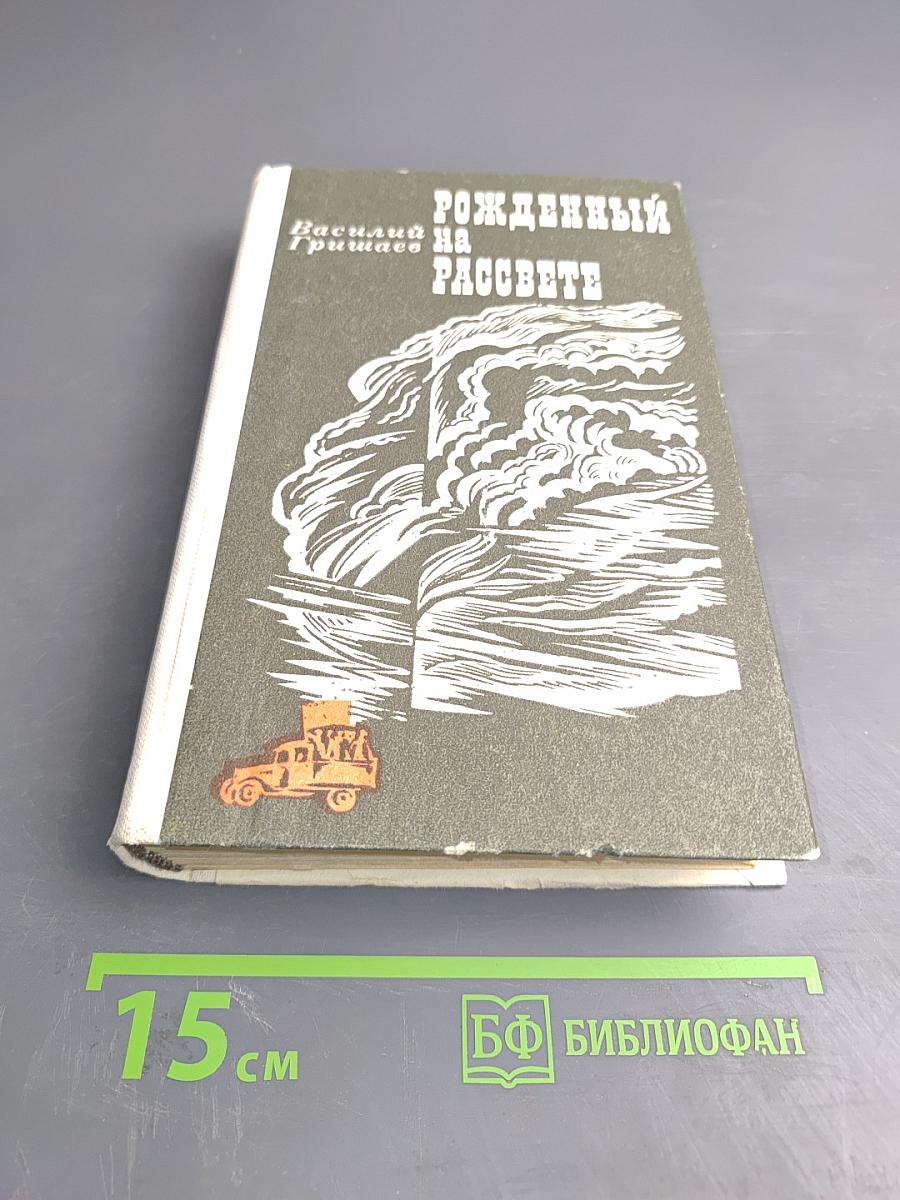 Василий
Гришаев
РОЖДЕННЫЙ
на
РАССВЕТЕ
15 см
БФ БИБЛИОФАН